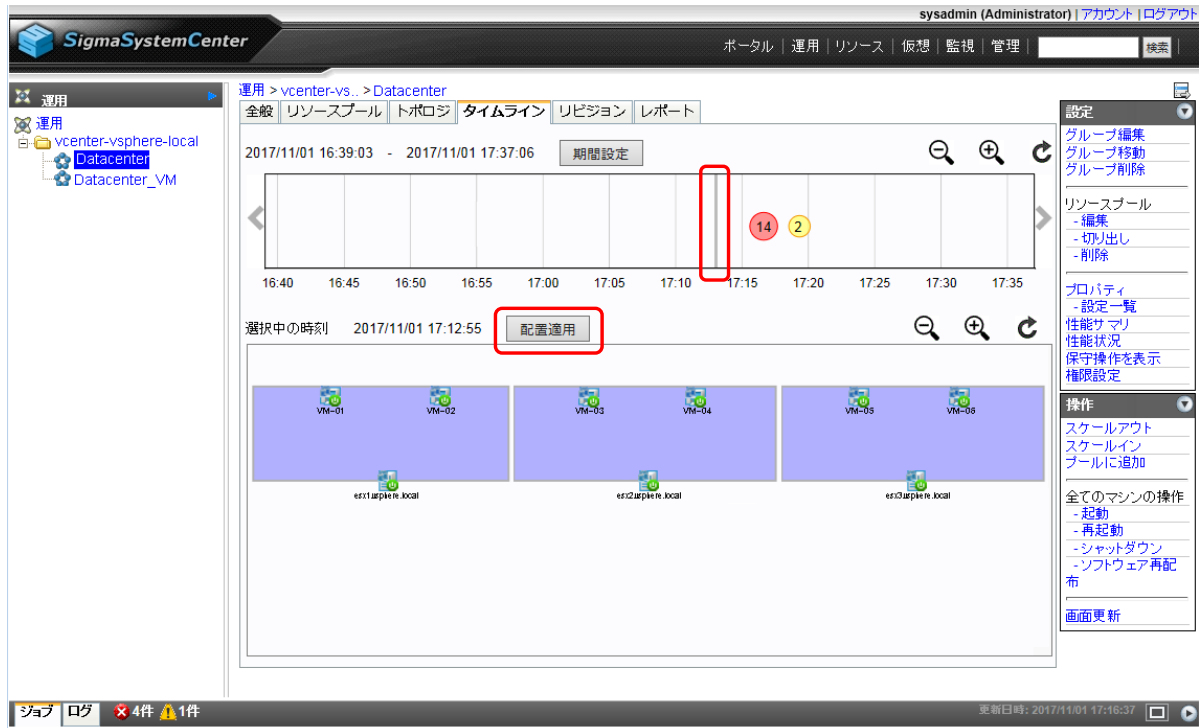 sysadmin (Administrator) | アカウント | ログアウト
SigmaSystemCenter
ポータル | 運用 | リソース | 仮想 | 監視 | 管理 | 検索 |
運用
運用
vcenter-vsphere-local
Datacenter
Datacenter_VM
運用 > vcenter-vs.. > Datacenter
全般 リソースプール トポロジ タイムライン リビジョン レポート
2017/11/01 16:39:03 - 2017/11/01 17:37:06 期間設定
14 2
16:40 16:45 16:50 16:55 17:00 17:05 17:10 17:15 17:20 17:25 17:30 17:35
選択中の時刻 2017/11/01 17:12:55 配置適用
VM-01 VM-02 VM-03 VM-04 VM-05 VM-06
設定
グループ編集
グループ移動
グループ削除
リソースプール
- 編集
- 切り出し
- 削除
プロパティ
- 設定一覧
性能サマリ
性能状況
保守操作を表示
権限設定
操作
スケールアウト
スケールイン
プールに追加
全てのマシンの操作
- 起動
- 再起動
- シャットダウン
- ソフトウェア再配
布
画面更新
ジョブ ログ 4件 1件
更新日時: 2017/11/01 17:16:37